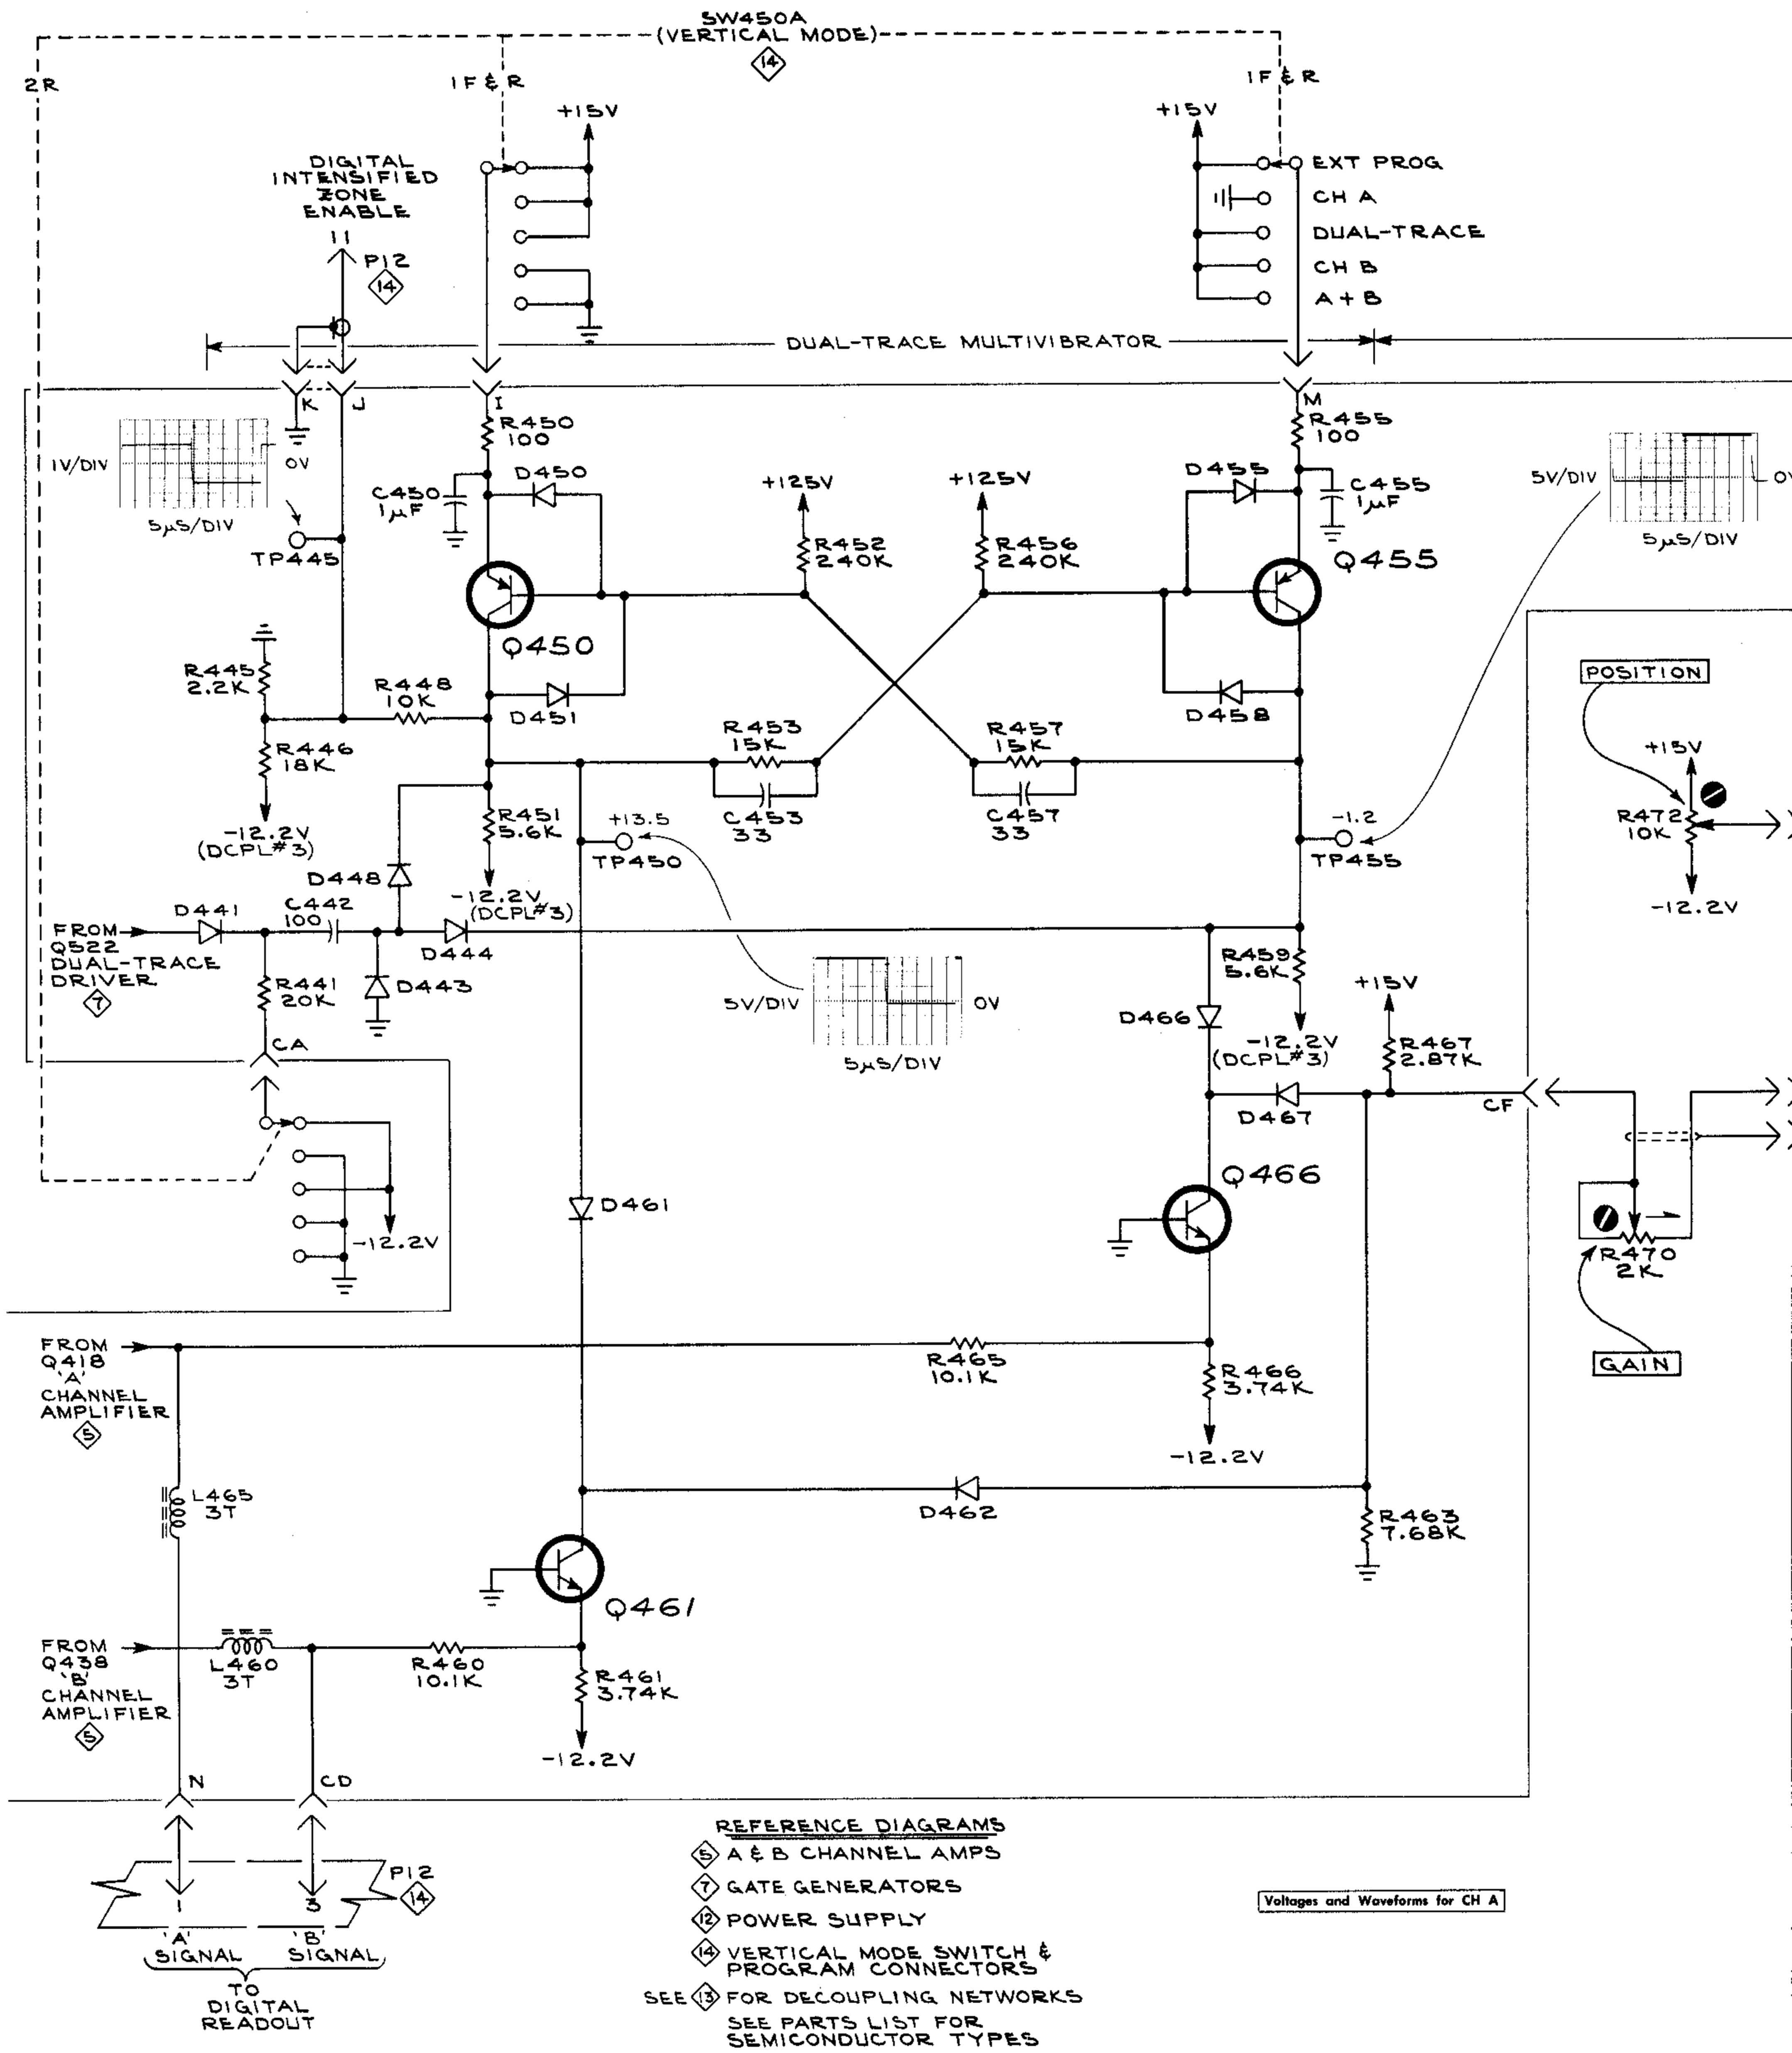 SW450A
(VERTICAL MODE)
14
2R
1F & R
1F & R
+15V
+15V
DIGITAL
INTENSIFIED
ZONE
ENABLE
11
P12
14
EXT PROG
CH A
DUAL-TRACE
CH B
A + B
DUAL-TRACE MULTIVIBRATOR
K
J
I
M
R450
100
R455
100
1V/DIV
0V
5µS/DIV
TP445
C450
1µF
D450
+125V
+125V
D455
C455
1µF
5V/DIV
0V
5µS/DIV
R452
240K
R456
240K
Q455
Q450
R445
2.2K
R448
10K
D451
D458
POSITION
R446
18K
R453
15K
R457
15K
+15V
-12.2V
(DCPL#3)
R451
5.6K
+13.5
TP450
C453
33
C457
33
-1.2
TP455
R472
10K
D448
-12.2V
(DCPL#3)
-12.2V
D441
C442
100
FROM
Q522
DUAL-TRACE
DRIVER
7
D444
R441
20K
D443
R459
5.6K
5V/DIV
0V
5µS/DIV
D466
+15V
CA
-12.2V
(DCPL#3)
R467
2.87K
D467
CF
Q466
D461
-12.2V
R470
2K
FROM
Q418
'A'
CHANNEL
AMPLIFIER
5
R465
10.1K
R466
3.74K
GAIN
-12.2V
L465
3T
D462
R463
7.68K
Q461
FROM
Q438
'B'
CHANNEL
AMPLIFIER
5
L460
3T
R460
10.1K
R461
3.74K
-12.2V
N
CD
REFERENCE DIAGRAMS
5 A & B CHANNEL AMPS
7 GATE GENERATORS
12 POWER SUPPLY
14 VERTICAL MODE SWITCH &
PROGRAM CONNECTORS
SEE 13 FOR DECOUPLING NETWORKS
SEE PARTS LIST FOR
SEMICONDUCTOR TYPES
Voltages and Waveforms for CH A
P12
14
1
3
'A'
SIGNAL
'B'
SIGNAL
TO
DIGITAL
READOUT